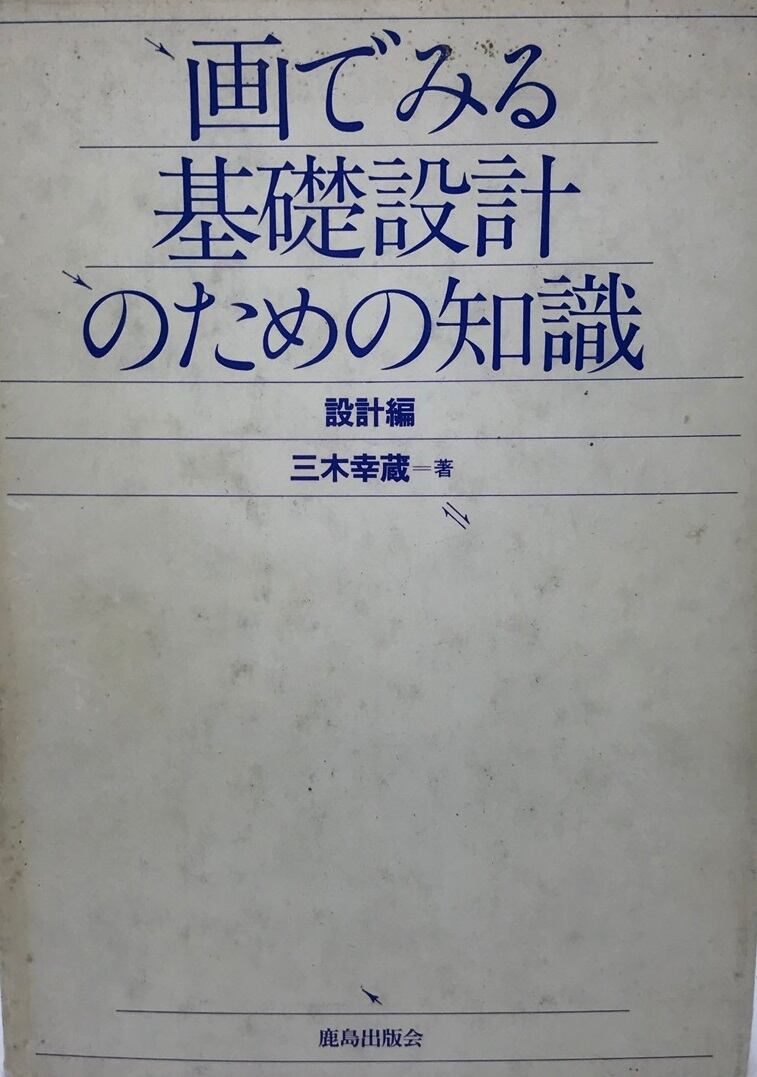 画でみる
基礎設計
のための知識
設計編
三木幸蔵=著
鹿島出版会